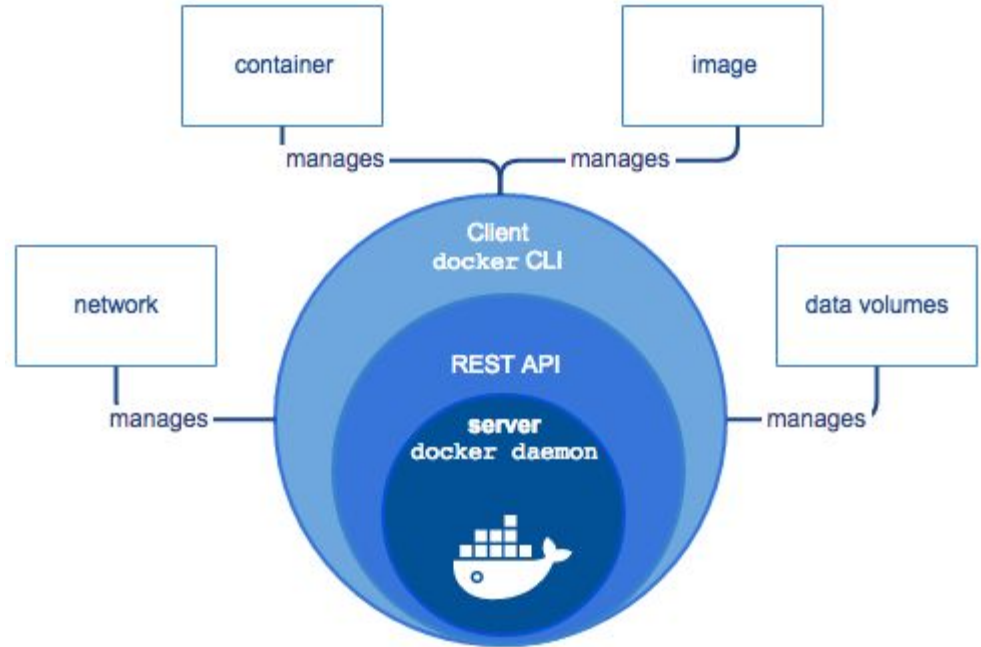 container
image
manages
manages
Client
docker CLI
network
data volumes
REST API
manages
manages
server
docker daemon